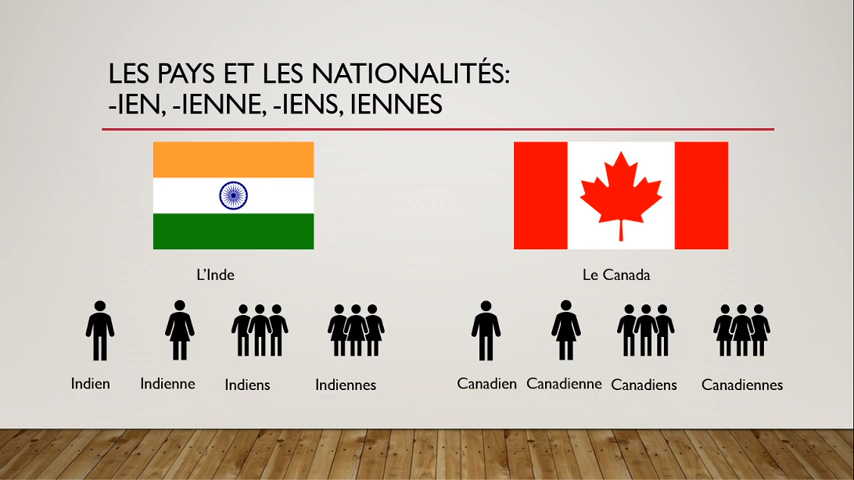 LES PAYS ET LES NATIONALITÉS:
-IEN, -IENNE, -IENS, IENNES
L'Inde
Le Canada
Indien Indienne Indiens Indiennes
Canadien Canadienne Canadiens Canadiennes